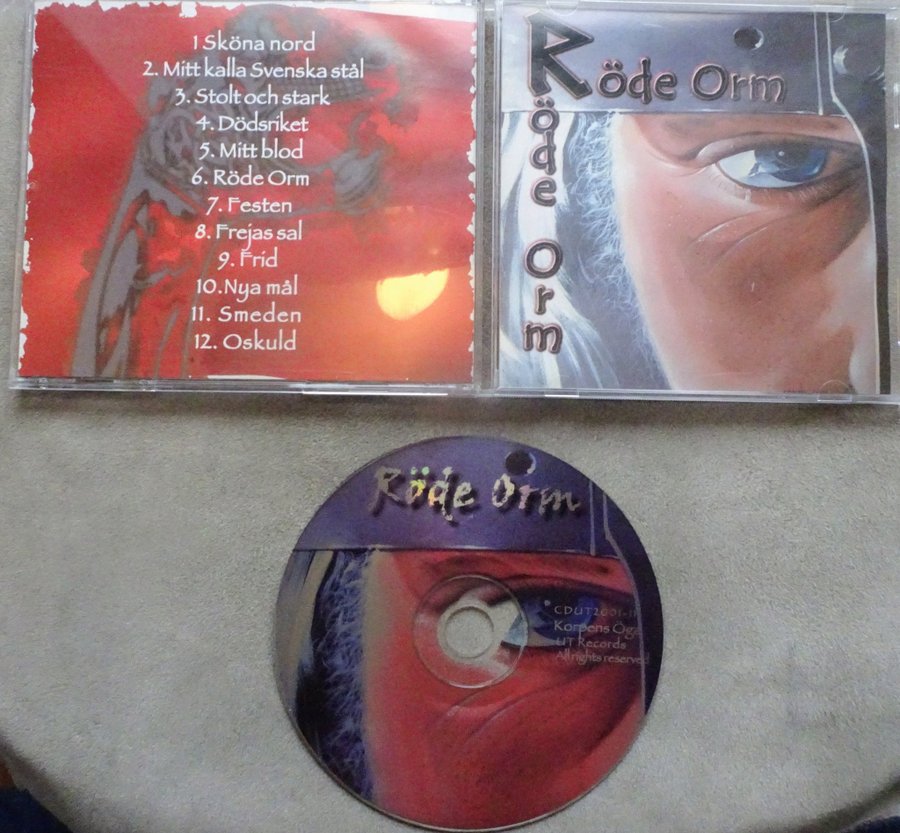 1 Sköna nord
2. Mitt kalla Svenska stål
3. Stolt och stark
4. Dödsriket
5. Mitt blod
6. Röde Orm
7. Festen
8. Frejas sal
9. Frid
10. Nya mål
11. Smeden
12. Oskuld
Röde Orm
Röde Orm
Röde Orm
CDUT2001-11
Korpens Öga
UT Records
All rights reserved